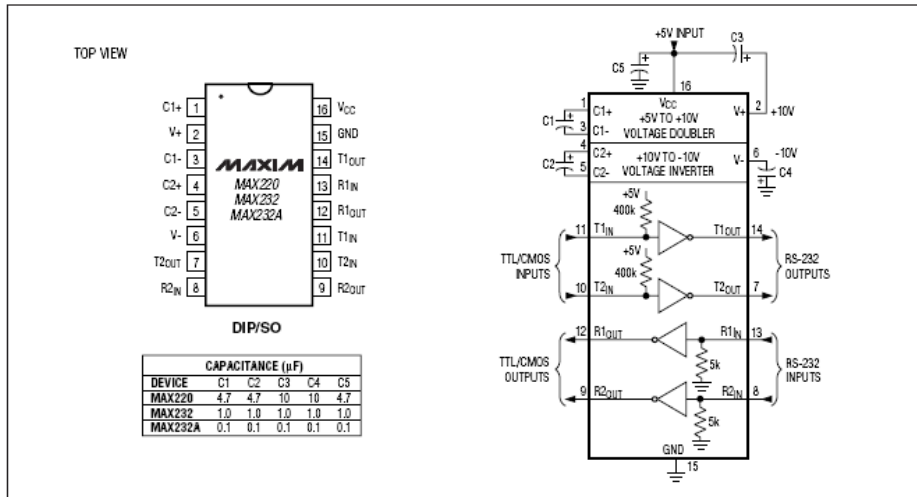 TOP VIEW
C1+ 1
V+ 2
C1- 3
C2+ 4
C2- 5
V- 6
T2OUT 7
R2IN 8
16 VCC
15 GND
14 T1OUT
13 R1IN
12 R1OUT
11 T1IN
10 T2IN
9 R2OUT
MAXIM
MAX220
MAX232
MAX232A
DIP/SO
CAPACITANCE (µF)
DEVICE C1 C2 C3 C4 C5
MAX220 4.7 4.7 10 10 4.7
MAX232 1.0 1.0 1.0 1.0 1.0
MAX232A 0.1 0.1 0.1 0.1 0.1
+5V INPUT
C3
+
C5
+
16
1
C1+
VCC
V+
2
+10V
C1
+
3
C1-
+5V TO +10V
VOLTAGE DOUBLER
4
C2+
C2
+
5
C2-
+10V TO -10V
VOLTAGE INVERTER
V-
6
-10V
C4
+
+5V
400k
11
T1IN
T1OUT
14
+5V
400k
10
T2IN
T2OUT
7
TTL/CMOS
INPUTS
RS-232
OUTPUTS
12
R1OUT
R1IN
13
5k
9
R2OUT
R2IN
8
5k
TTL/CMOS
OUTPUTS
RS-232
INPUTS
GND
15